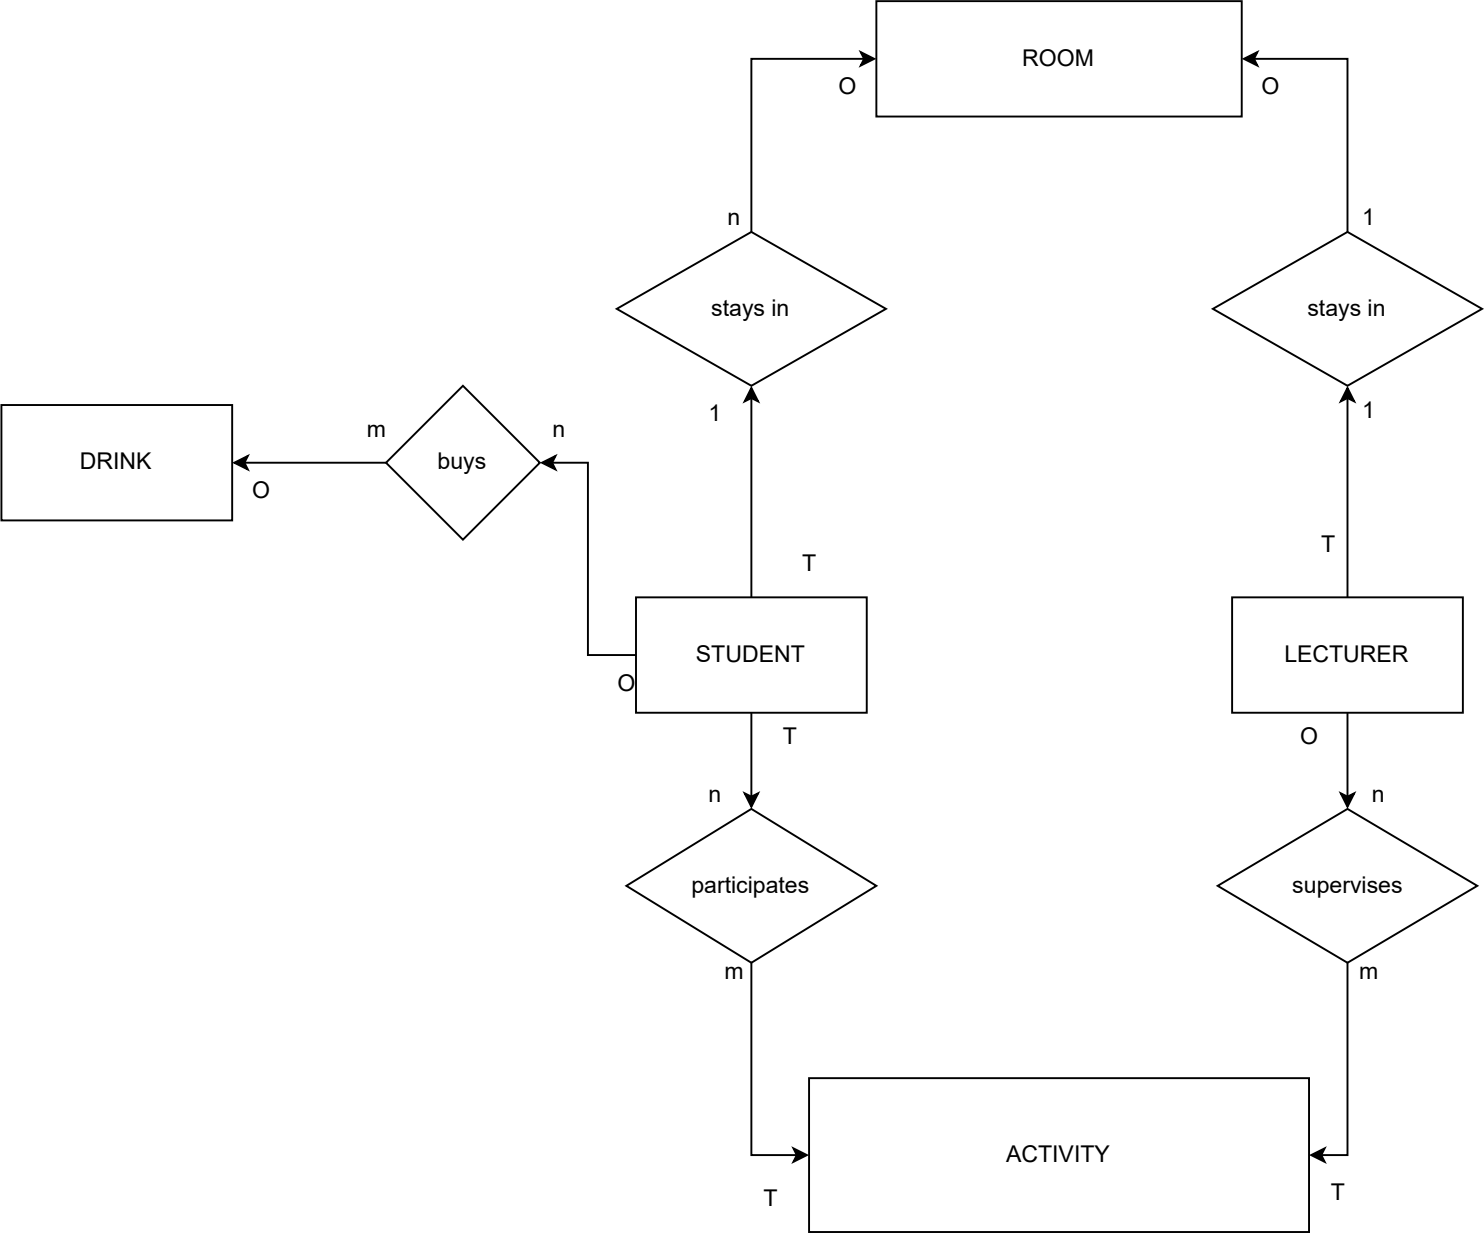 ROOM
O
O
n
1
stays in
stays in
1
1
m
n
DRINK
buys
O
T
T
STUDENT
LECTURER
O
T
O
n
n
participates
supervises
m
m
ACTIVITY
T
T